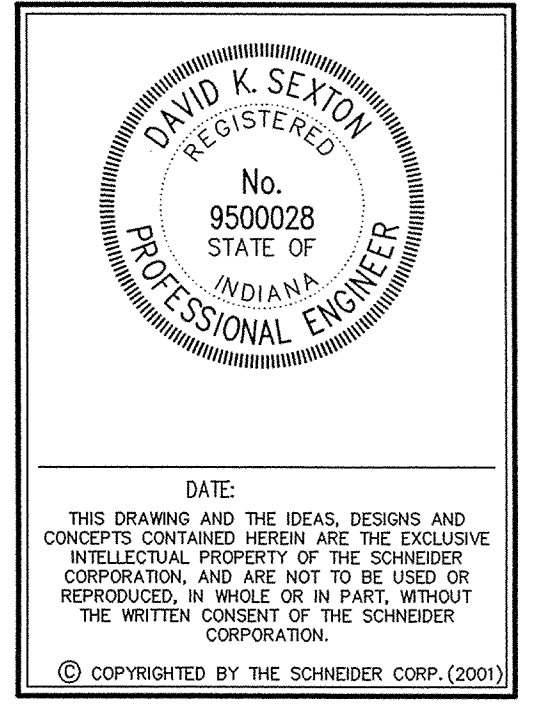 DAVID K. SEXTON
REGISTERED
No.
9500028
STATE OF
INDIANA
PROFESSIONAL ENGINEER
DATE:
THIS DRAWING AND THE IDEAS, DESIGNS AND
CONCEPTS CONTAINED HEREIN ARE THE EXCLUSIVE
INTELLECTUAL PROPERTY OF THE SCHNEIDER
CORPORATION, AND ARE NOT TO BE USED OR
REPRODUCED, IN WHOLE OR IN PART, WITHOUT
THE WRITTEN CONSENT OF THE SCHNEIDER
CORPORATION.
© COPYRIGHTED BY THE SCHNEIDER CORP.(2001)